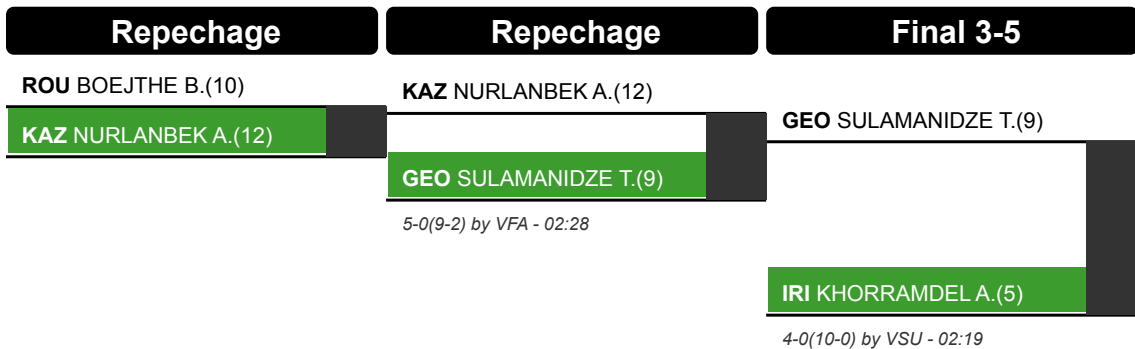 Repechage
ROU BOEJTHE B.(10)
KAZ NURLANBEK A.(12)
Repechage
KAZ NURLANBEK A.(12)
GEO SULAMANIDZE T.(9)
5-0(9-2) by VFA - 02:28
Final 3-5
GEO SULAMANIDZE T.(9)
IRI KHORRAMDEL A.(5)
4-0(10-0) by VSU - 02:19